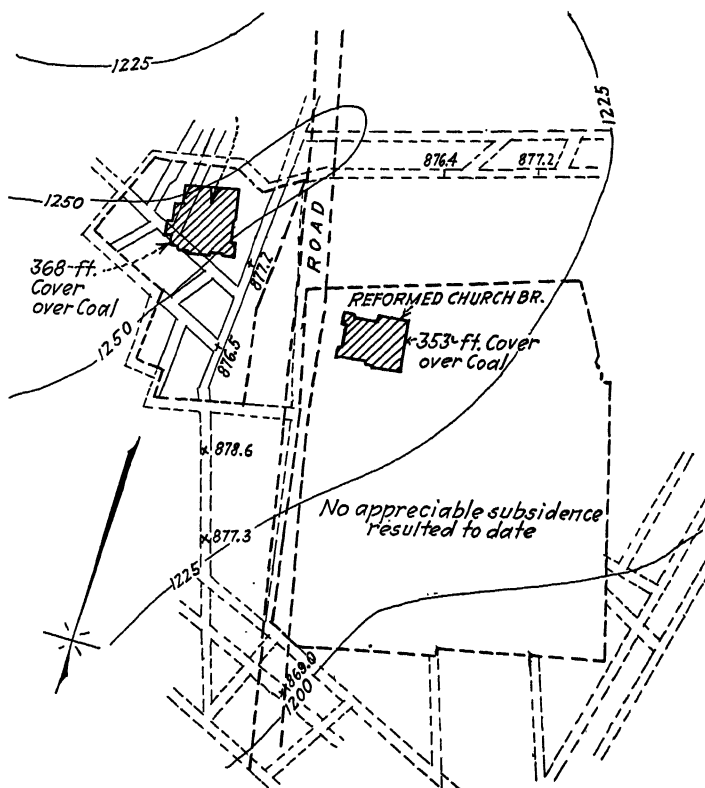 1225
1225
876.4
877.2
1250
ROAD
368-ft.
Cover
over Coal
877.2
REFORMED CHURCH BR.
353-ft. Cover
over Coal
1250
876.5
878.6
No appreciable subsidence
resulted to date
877.3
1225
869.0
1200